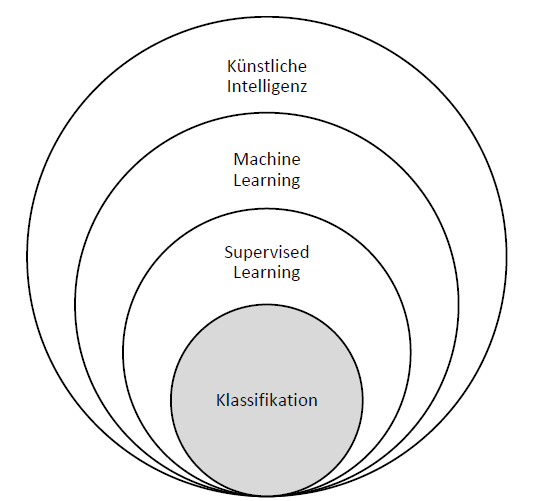 Künstliche
Intelligenz
Machine
Learning
Supervised
Learning
Klassifikation